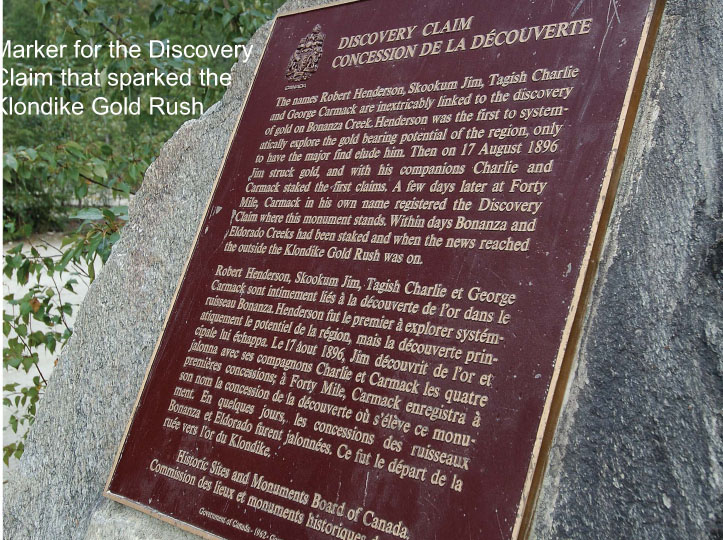 Marker for the Discovery
Claim that sparked the
Klondike Gold Rush
CANADA
DISCOVERY CLAIM
CONCESSION DE LA DÉCOUVERTE
The names Robert Henderson, Skookum Jim, Tagish Charlie
and George Carmack are inextricably linked to the discovery
of gold on Bonanza Creek. Henderson was the first to system-
atically explore the gold bearing potential of the region, only
to have the major find elude him. Then on 17 August 1896
Jim struck gold, and with his companions Charlie and
Carmack staked the first claims. A few days later at Forty
Mile, Carmack in his own name registered the Discovery
Claim where this monument stands. Within days Bonanza and
Eldorado Creeks had been staked and when the news reached
the outside the Klondike Gold Rush was on.
Robert Henderson, Skookum Jim, Tagish Charlie et George
Carmack sont intimement liés à la découverte de l'or dans le
ruisseau Bonanza. Henderson fut le premier à explorer systém-
atiquement le potentiel de la région, mais la découverte prin-
cipale lui échappa. Le 17 âout 1896, Jim découvrit de l'or et
jalonna avec ses compagnons Charlie et Carmack les quatre
premières concessions; à Forty Mile, Carmack enregistra à
son nom la concession de la découverte où s'élève ce monu-
ment. En quelques jours, les concessions des ruisseaux
Bonanza et Eldorado furent jalonnées. Ce fut le départ de la
ruée vers l'or du Klondike.
Historic Sites and Monuments Board of Canada.
Commission des lieux et monuments historiques
Government of Canada - 1962 -